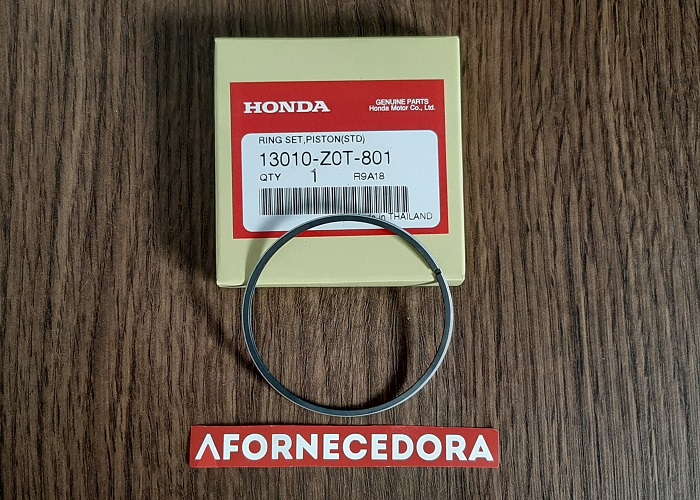 HONDA
GENUINE PARTS
Honda Motor Co., Ltd.
RING SET,PISTON(STD)
13010-Z0T-801
QTY 1 R9A18
in THAILAND
AFORNECEDORA